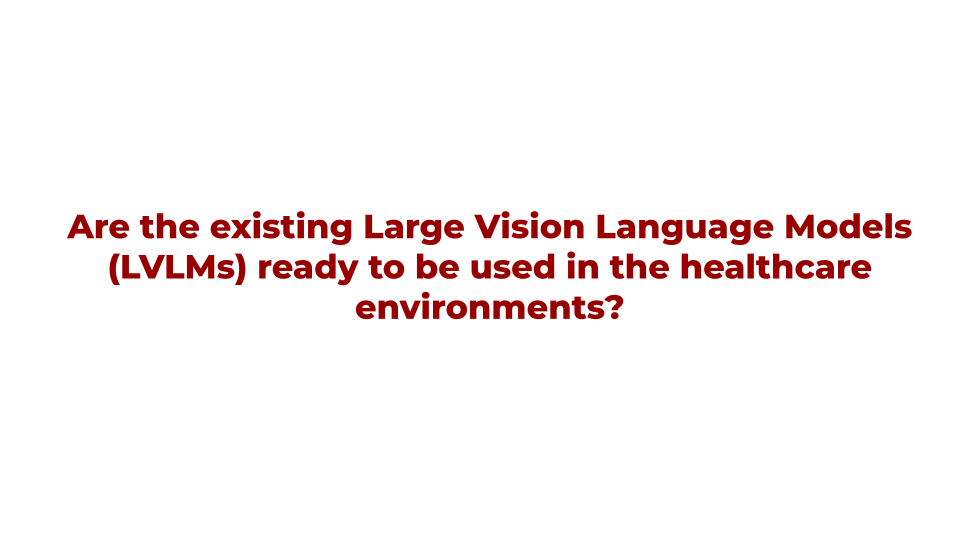 Are the existing Large Vision Language Models
(LVLMs) ready to be used in the healthcare
environments?